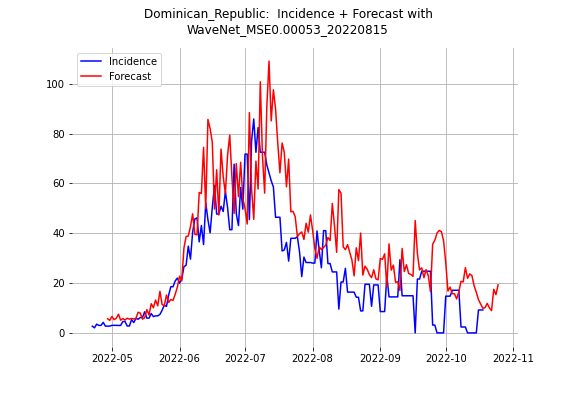 Dominican_Republic:  Incidence + Forecast with
WaveNet_MSE0.00053_20220815
Incidence
Forecast
100
80
60
40
20
0
2022-05 2022-06 2022-07 2022-08 2022-09 2022-10 2022-11